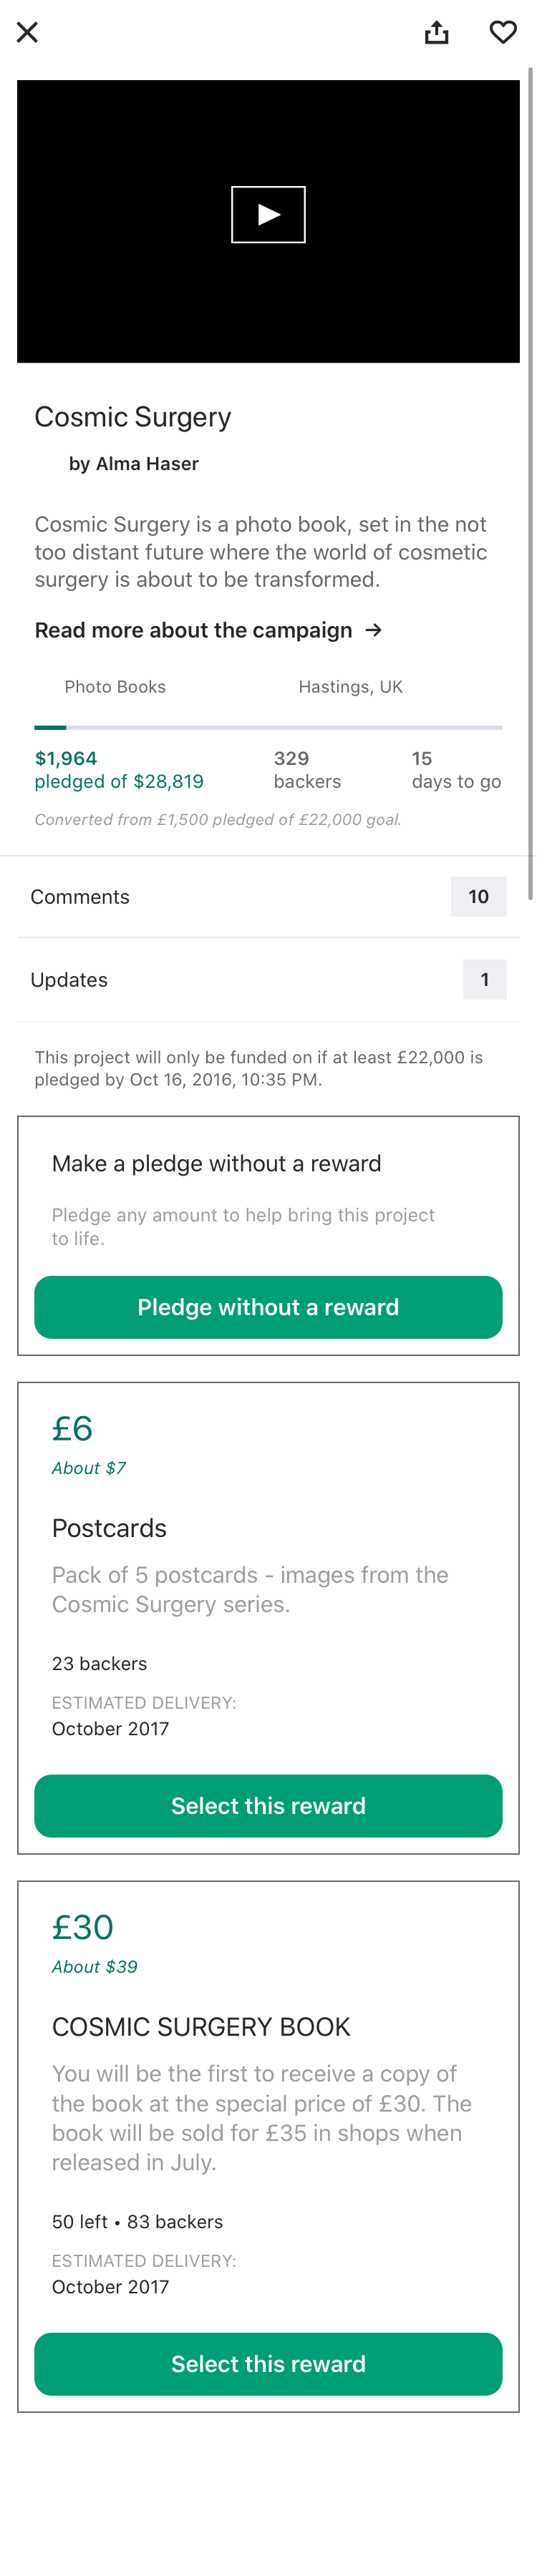 Cosmic Surgery
by Alma Haser
Cosmic Surgery is a photo book, set in the not
too distant future where the world of cosmetic
surgery is about to be transformed.
Read more about the campaign →
Photo Books Hastings, UK
$1,964 329 15
pledged of $28,819 backers days to go
Converted from £1,500 pledged of £22,000 goal.
Comments 10
Updates 1
This project will only be funded on if at least £22,000 is
pledged by Oct 16, 2016, 10:35 PM.
Make a pledge without a reward
Pledge any amount to help bring this project
to life.
Pledge without a reward
£6
About $7
Postcards
Pack of 5 postcards - images from the
Cosmic Surgery series.
23 backers
ESTIMATED DELIVERY:
October 2017
Select this reward
£30
About $39
COSMIC SURGERY BOOK
You will be the first to receive a copy of
the book at the special price of £30. The
book will be sold for £35 in shops when
released in July.
50 left • 83 backers
ESTIMATED DELIVERY:
October 2017
Select this reward